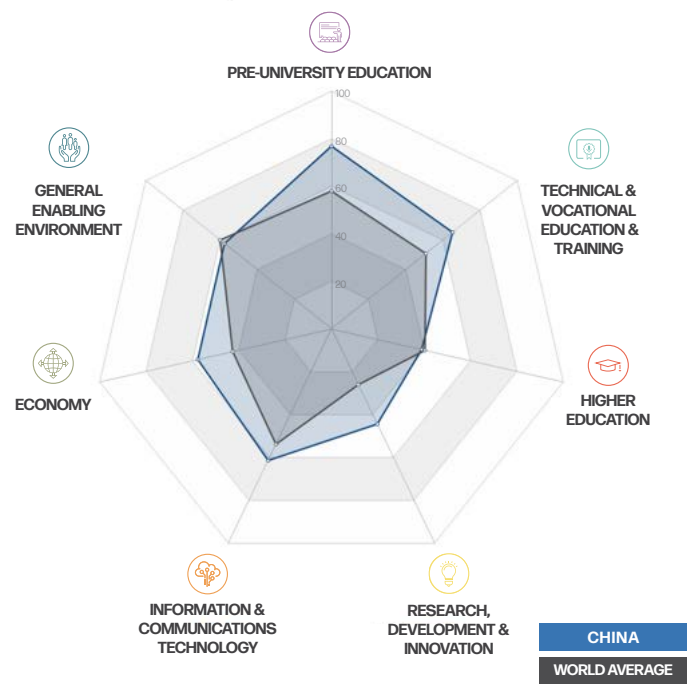 PRE-UNIVERSITY EDUCATION
100
80
60
40
20
GENERAL
ENABLING
ENVIRONMENT
TECHNICAL &
VOCATIONAL
EDUCATION &
TRAINING
ECONOMY
HIGHER
EDUCATION
INFORMATION &
COMMUNICATIONS
TECHNOLOGY
RESEARCH,
DEVELOPMENT &
INNOVATION
CHINA
WORLD AVERAGE